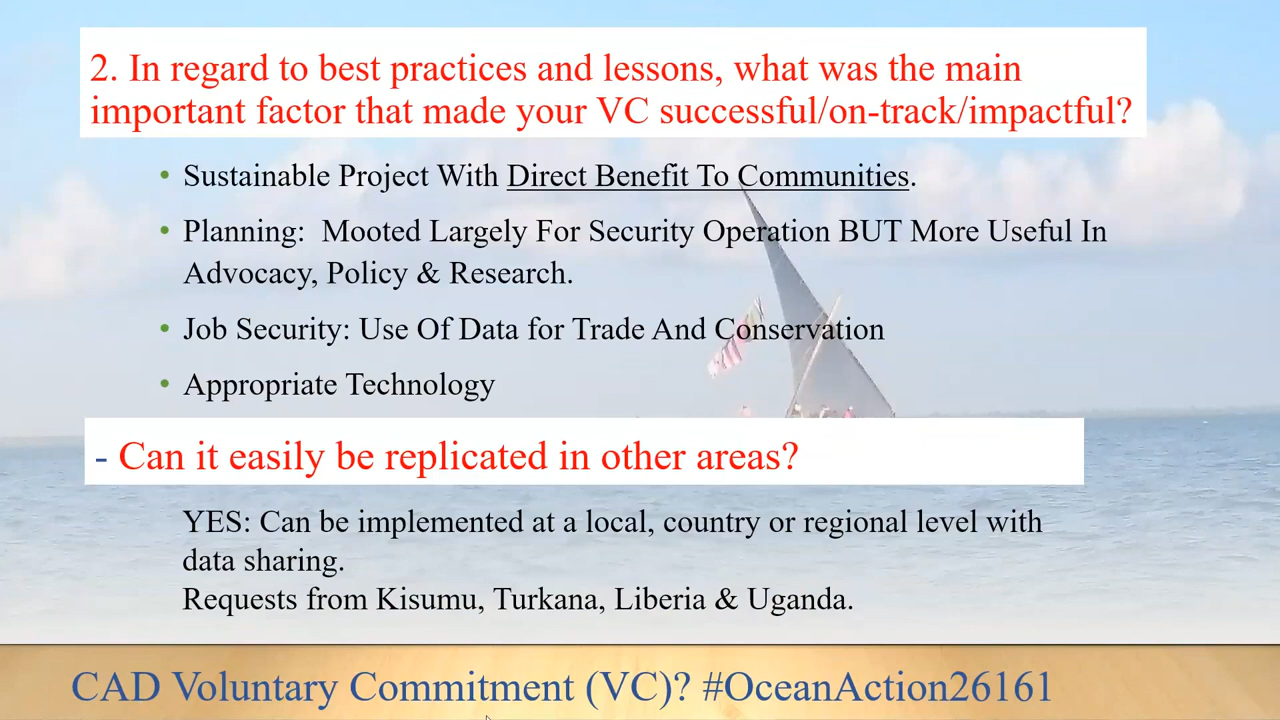 2. In regard to best practices and lessons, what was the main
important factor that made your VC successful/on-track/impactful?
• Sustainable Project With Direct Benefit To Communities.
• Planning:  Mooted Largely For Security Operation BUT More Useful In
Advocacy, Policy & Research.
• Job Security: Use Of Data for Trade And Conservation
• Appropriate Technology
- Can it easily be replicated in other areas?
YES: Can be implemented at a local, country or regional level with
data sharing.
Requests from Kisumu, Turkana, Liberia & Uganda.
CAD Voluntary Commitment (VC)? #OceanAction26161